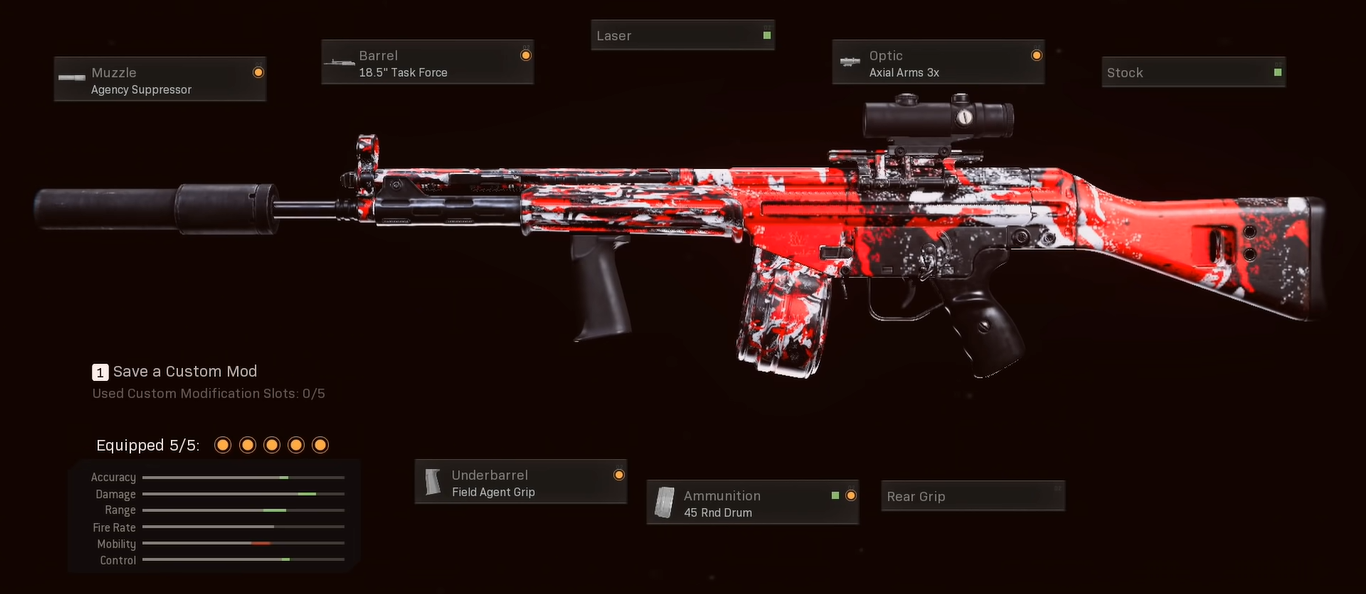 Laser
Barrel
18.5" Task Force
Optic
Axial Arms 3x
Muzzle
Agency Suppressor
Stock
1 Save a Custom Mod
Used Custom Modification Slots: 0/5
Equipped 5/5:
Accuracy
Damage
Range
Fire Rate
Mobility
Control
Underbarrel
Field Agent Grip
Ammunition
45 Rnd Drum
Rear Grip